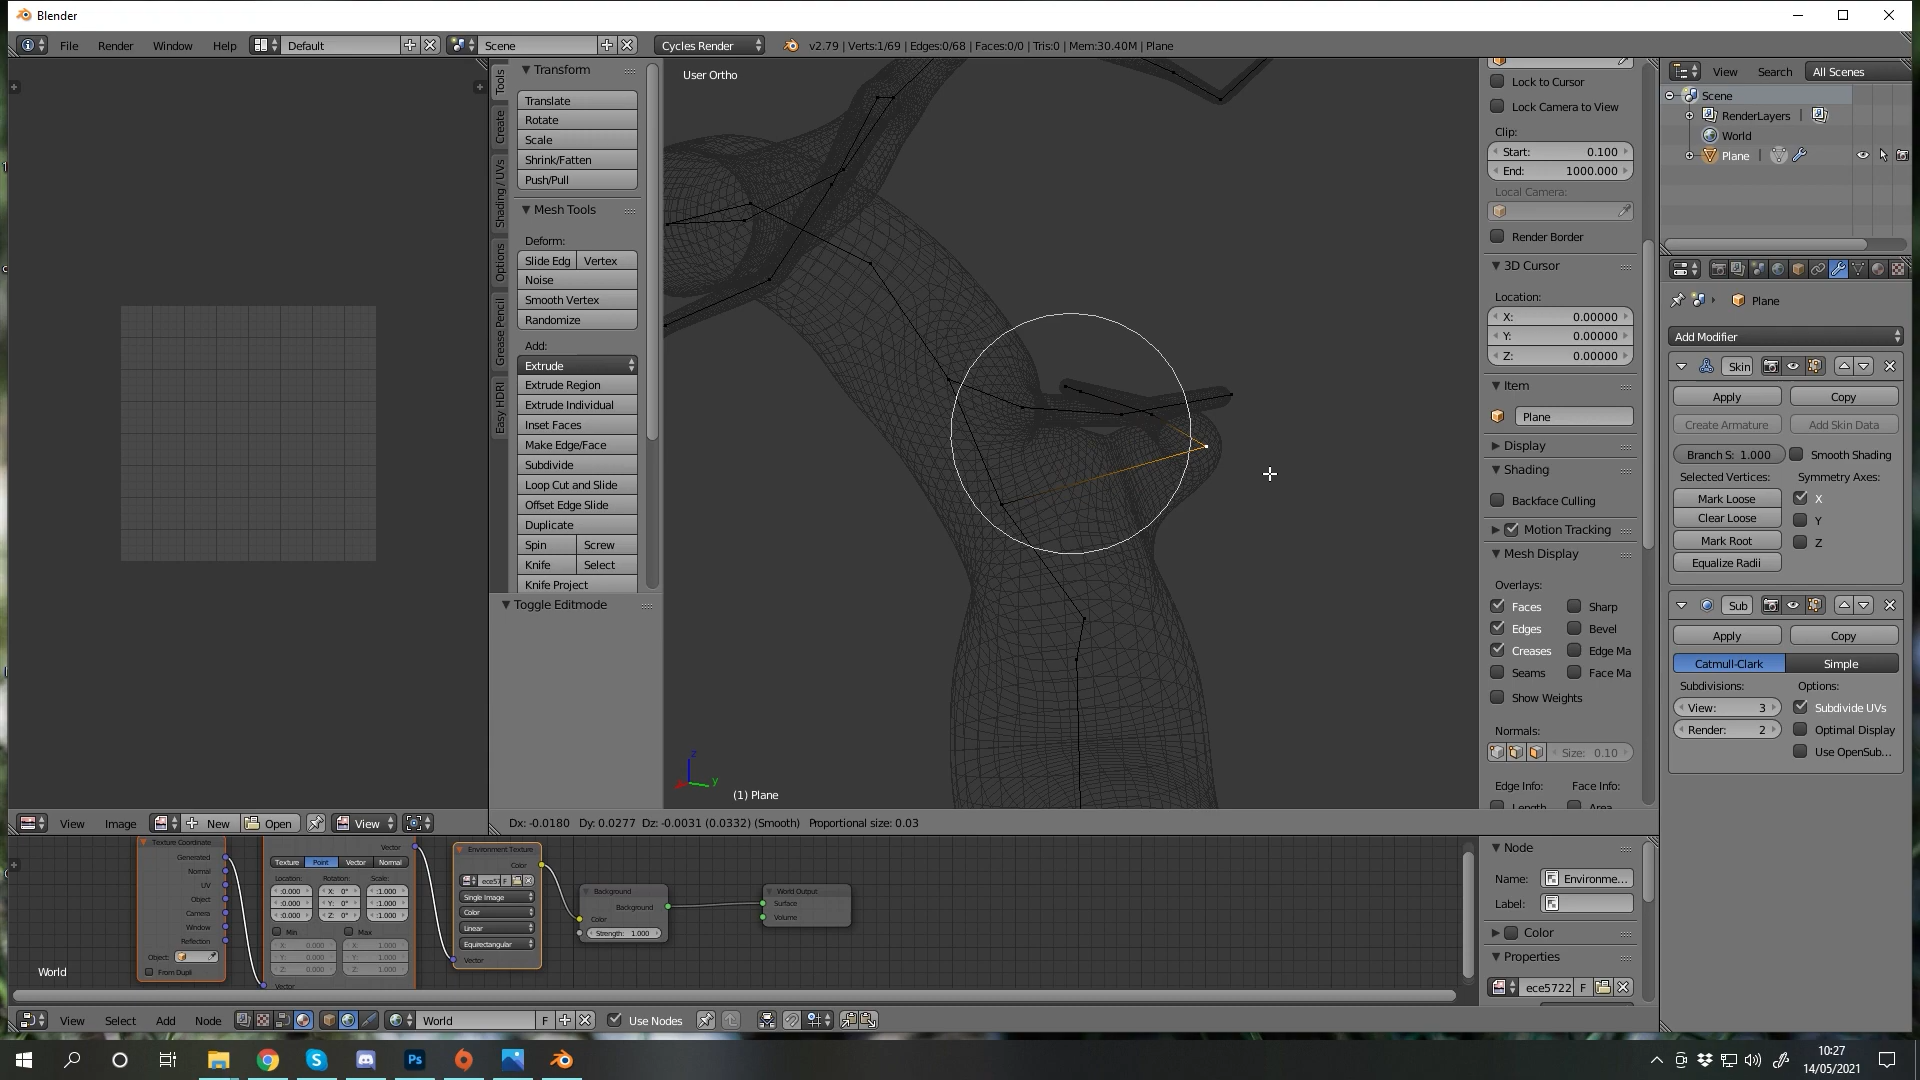 Blender
File Render Window Help Default Scene Cycles Render v2.79 | Verts:1/69 | Edges:0/68 | Faces:0/0 | Tris:0 | Mem:30.40M | Plane
Tools
Create
Shading / UVs
Options
Grease Pencil
Easy HDRI
Transform
Translate
Rotate
Scale
Shrink/Fatten
Push/Pull
Mesh Tools
Deform:
Slide Edg Vertex
Noise
Smooth Vertex
Randomize
Add:
Extrude
Extrude Region
Extrude Individual
Inset Faces
Make Edge/Face
Subdivide
Loop Cut and Slide
Offset Edge Slide
Duplicate
Spin Screw
Knife Select
Knife Project
Toggle Editmode
User Ortho
z
y
(1) Plane
Dx: -0.0180 Dy: 0.0277 Dz: -0.0031 (0.0332) (Smooth) Proportional size: 0.03
Lock to Cursor
Lock Camera to View
Clip:
Start: 0.100
End: 1000.000
Local Camera:
Render Border
3D Cursor
Location:
X: 0.00000
Y: 0.00000
Z: 0.00000
Item
Plane
Display
Shading
Backface Culling
Motion Tracking
Mesh Display
Overlays:
Faces Sharp
Edges Bevel
Creases Edge Ma
Seams Face Ma
Show Weights
Normals:
Size: 0.10
Edge Info: Face Info:
Length Area
View Search All Scenes
Scene
RenderLayers
World
Plane
Plane
Add Modifier
Skin
Apply Copy
Create Armature Add Skin Data
Branch S: 1.000 Smooth Shading
Selected Vertices: Symmetry Axes:
Mark Loose X
Clear Loose Y
Mark Root Z
Equalize Radii
Sub
Apply Copy
Catmull-Clark Simple
Subdivisions: Options:
View: 3 Subdivide UVs
Render: 2 Optimal Display
Use OpenSub...
View Image New Open View
Texture Coordinate
Generated
Normal
UV
Object
Camera
Window
Reflection
Object:
From Dupli
Vector
Texture Point Vector Normal
Location: Rotation: Scale:
:0.000 X: 0° :1.000
:0.000 Y: 0° :1.000
:0.000 Z: 0° :1.000
Min Max
X: 0.000 X: 1.000
Y: 0.000 Y: 1.000
Z: 0.000 Z: 1.000
Vector
Environment Texture
Color
ece57 F
Single Image
Color
Linear
Equirectangular
Vector
Background
Background
Color
Strength: 1.000
World Output
Surface
Volume
World
Node
Name: Environme...
Label:
Color
Properties
ece5722 F
View Select Add Node World F Use Nodes
Ps
10:27
14/05/2021